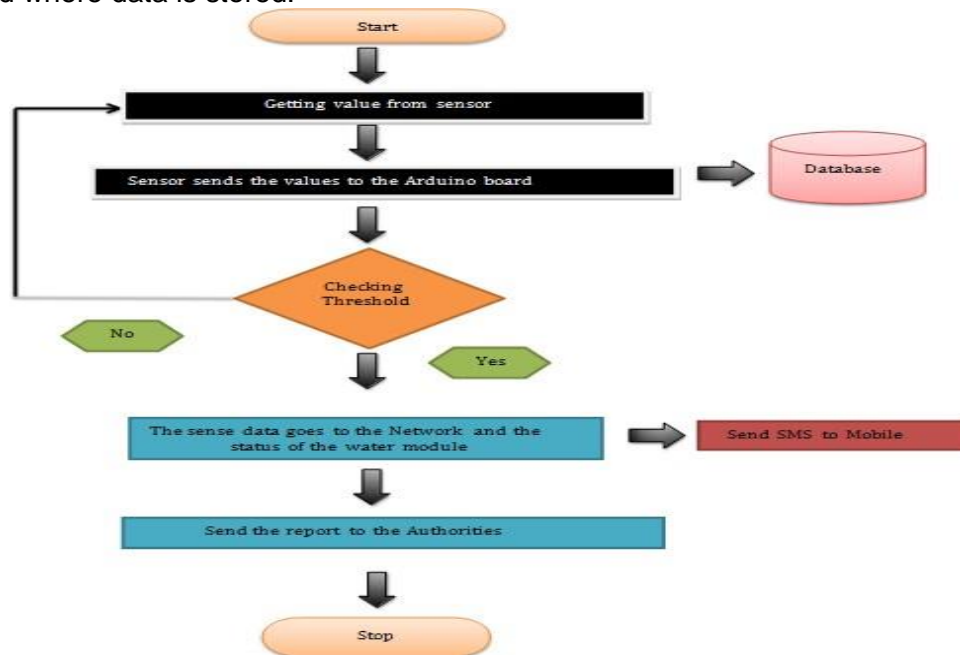 d where data is stored.
Start
Getting value from sensor
Sensor sends the values to the Arduino board
Database
Checking
Threshold
No
Yes
The sense data goes to the Network and the
status of the water module
Send SMS to Mobile
Send the report to the Authorities
Stop